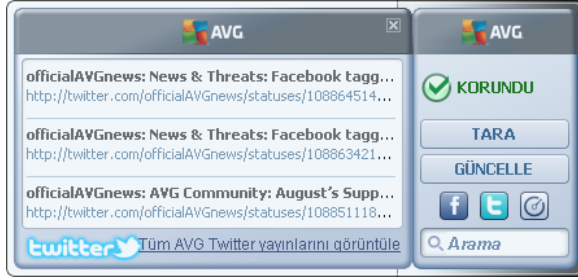 AVG
officialAVGnews: News & Threats: Facebook tagg...
http://twitter.com/officialAVGnews/statuses/108864514...
officialAVGnews: News & Threats: Facebook tagg...
http://twitter.com/officialAVGnews/statuses/108863421...
officialAVGnews: AVG Community: August's Supp...
http://twitter.com/officialAVGnews/statuses/108851118...
twitter Tüm AVG Twitter yayınlarını görüntüle
AVG
KORUNDU
TARA
GÜNCELLE
f t
Arama